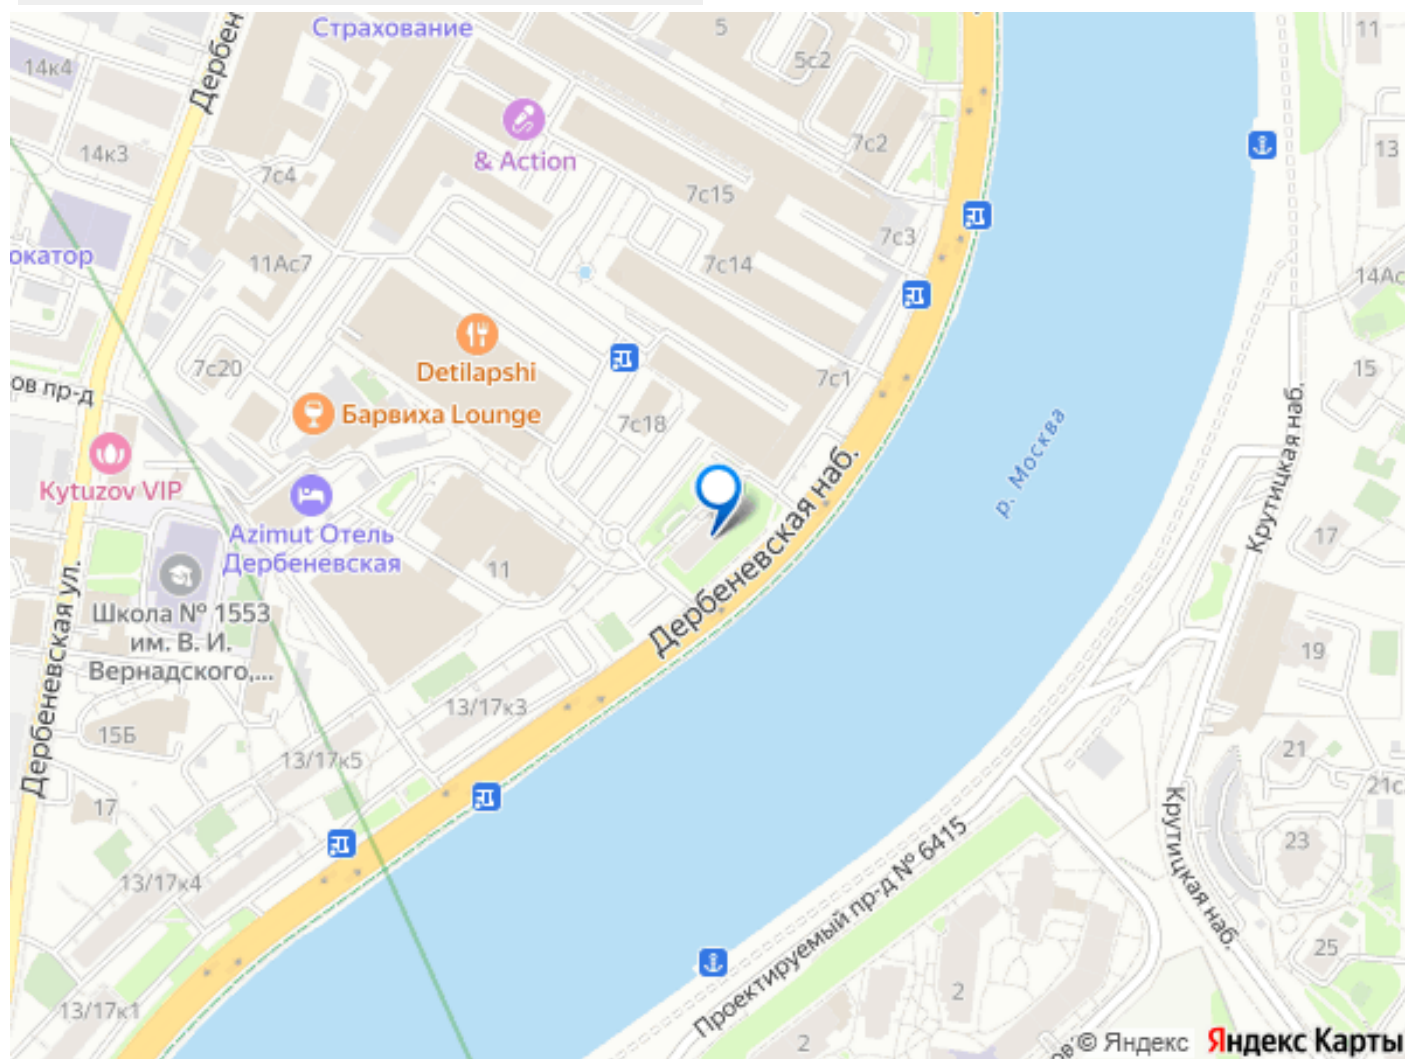 Страхование
5
11
14к4
Дербен
5с2
& Action
7с2
13
14к3
7с4
7с15
7с3
окатор
11Ас7
7с14
14Ас
Detilapshi
7с20
7с1
15
ов пр-д
Барвиха Lounge
7с18
р. Москва
Крутицкая наб.
Kytuzov VIP
Azimut Отель
Дербеневская
Дербеневская наб.
17
11
Школа № 1553
им. В. И.
Вернадского,...
Дербеневская ул.
19
13/17к3
15Б
13/17к5
21
21с
17
Крутицкая наб.
23
13/17к4
Проектируемый пр-д № 6415
25
13/17к1
2
2
ов
© Яндекс
Яндекс Карты